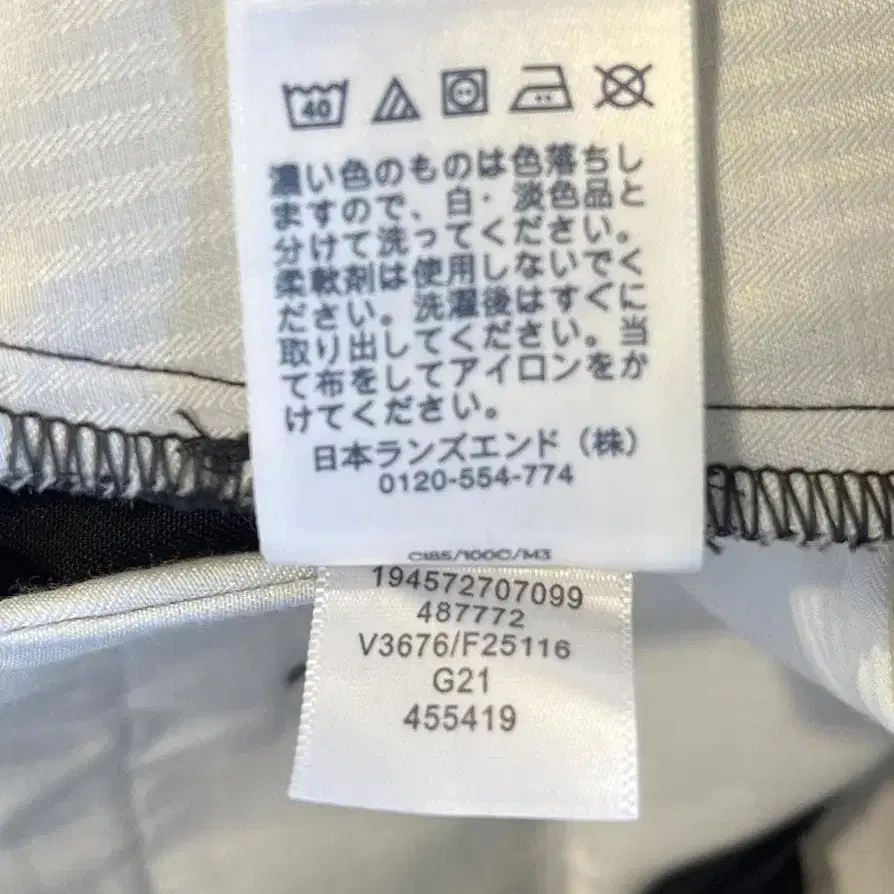 40
濃い色のものは色落ちし
ますので、白・淡色品と
分けて洗ってください。
柔軟剤は使用しないでく
ださい。洗濯後はすぐに
取り出してください。当
て布をしてアイロンをか
けてください。
日本ランズエンド（株）
0120-554-774
C185/100C/M3
194572707099
487772
V3676/F25116
G21
455419